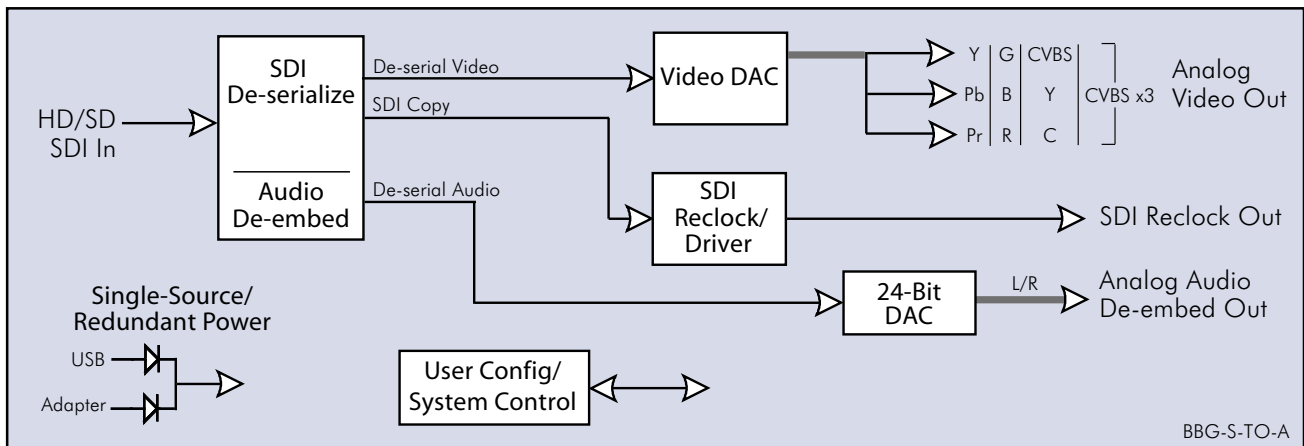 HD/SD
SDI In
SDI
De-serialize
Audio
De-embed
De-serial Video
SDI Copy
De-serial Audio
Video DAC
Y G CVBS
Pb B Y CVBS x3
Pr R C
Analog
Video Out
SDI
Reclock/
Driver
SDI Reclock Out
24-Bit
DAC
L/R
Analog Audio
De-embed Out
Single-Source/
Redundant Power
USB
Adapter
User Config/
System Control
BBG-S-TO-A